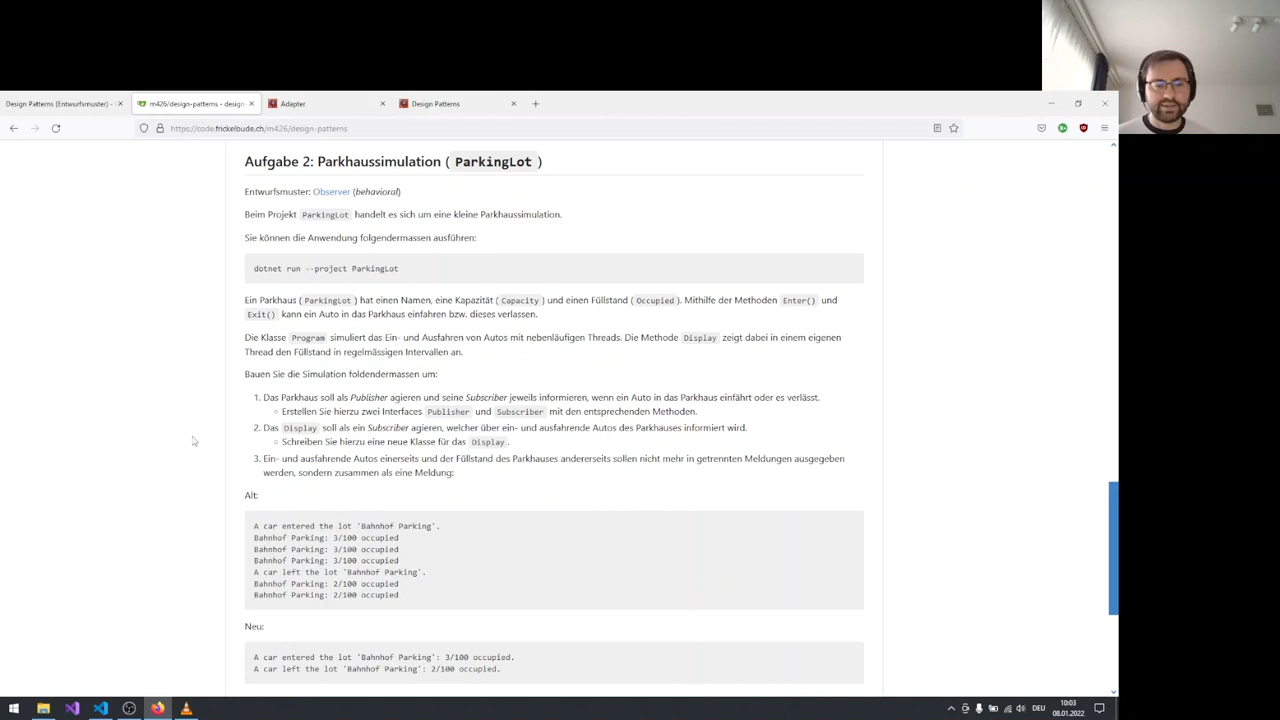 Design Patterns (Entwurfsmuster) -
m426/design-patterns - design-
Adapter
Design Patterns
https://code.frickelbude.ch/m426/design-patterns
Aufgabe 2: Parkhaussimulation ( ParkingLot )
Entwurfsmuster: Observer (behavioral)
Beim Projekt ParkingLot handelt es sich um eine kleine Parkhaussimulation.
Sie können die Anwendung folgendermassen ausführen:
dotnet run --project ParkingLot
Ein Parkhaus ( ParkingLot ) hat einen Namen, eine Kapazität ( Capacity ) und einen Füllstand ( Occupied ). Mithilfe der Methoden Enter() und
Exit() kann ein Auto in das Parkhaus einfahren bzw. dieses verlassen.
Die Klasse Program simuliert das Ein- und Ausfahren von Autos mit nebenläufigen Threads. Die Methode Display zeigt dabei in einem eigenen
Thread den Füllstand in regelmässigen Intervallen an.
Bauen Sie die Simulation foldendermassen um:
1. Das Parkhaus soll als Publisher agieren und seine Subscriber jeweils informieren, wenn ein Auto in das Parkhaus einfährt oder es verlässt.
Erstellen Sie hierzu zwei Interfaces Publisher und Subscriber mit den entsprechenden Methoden.
2. Das Display soll als ein Subscriber agieren, welcher über ein- und ausfahrende Autos des Parkhauses informiert wird.
Schreiben Sie hierzu eine neue Klasse für das Display.
3. Ein- und ausfahrende Autos einerseits und der Füllstand des Parkhauses andererseits sollen nicht mehr in getrennten Meldungen ausgegeben
werden, sondern zusammen als eine Meldung:
Alt:
A car entered the lot 'Bahnhof Parking'.
Bahnhof Parking: 3/100 occupied
Bahnhof Parking: 3/100 occupied
Bahnhof Parking: 3/100 occupied
A car left the lot 'Bahnhof Parking'.
Bahnhof Parking: 2/100 occupied
Bahnhof Parking: 2/100 occupied
Neu:
A car entered the lot 'Bahnhof Parking': 3/100 occupied.
A car left the lot 'Bahnhof Parking': 2/100 occupied.
DEU
10:03
08.01.2022